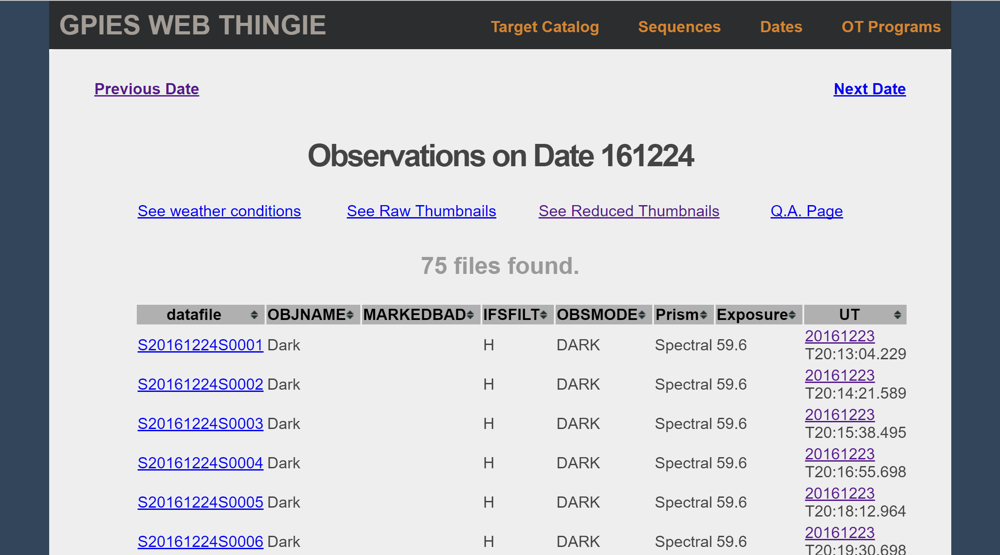 GPIES WEB THINGIE Target Catalog Sequences Dates OT Programs
Previous Date Next Date
Observations on Date 161224
See weather conditions See Raw Thumbnails See Reduced Thumbnails Q.A. Page
75 files found.
datafile OBJNAME MARKEDBAD IFSFILT OBSMODE Prism Exposure UT
S20161224S0001 Dark H DARK Spectral 59.6 20161223
T20:13:04.229
S20161224S0002 Dark H DARK Spectral 59.6 20161223
T20:14:21.589
S20161224S0003 Dark H DARK Spectral 59.6 20161223
T20:15:38.495
S20161224S0004 Dark H DARK Spectral 59.6 20161223
T20:16:55.698
S20161224S0005 Dark H DARK Spectral 59.6 20161223
T20:18:12.964
S20161224S0006 Dark H DARK Spectral 59.6 20161223
T20:19:30.698